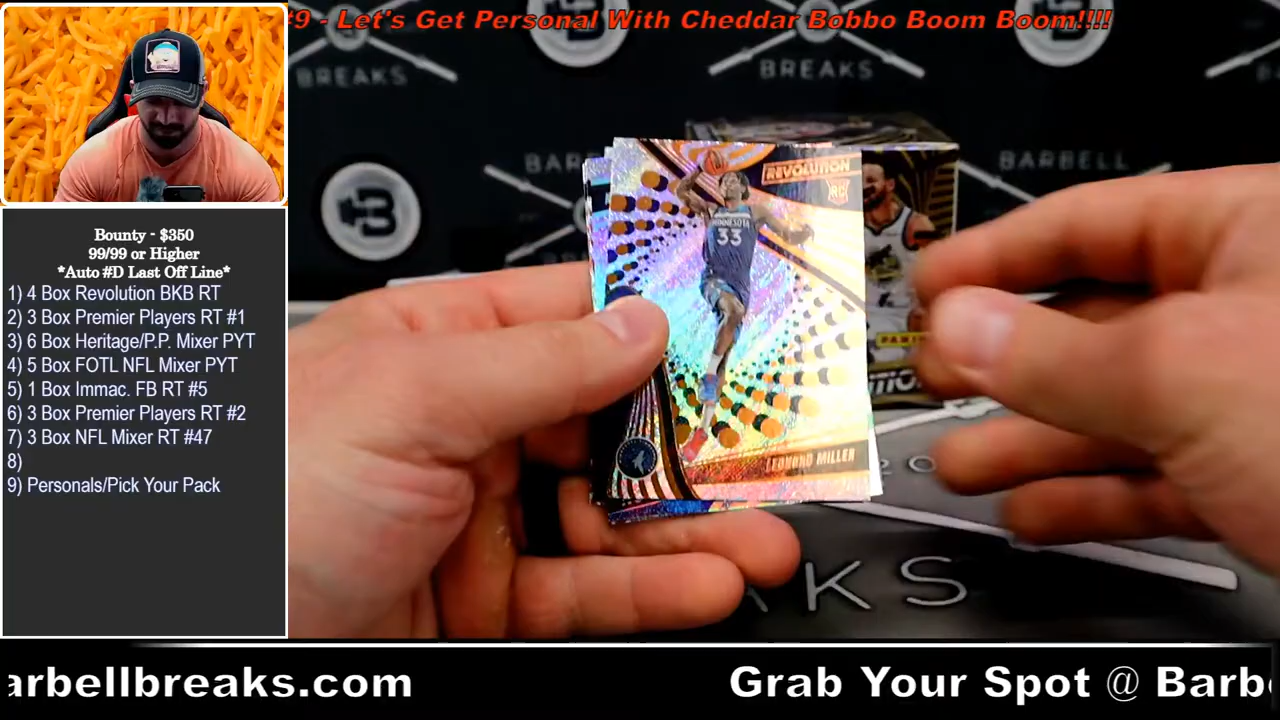 #9 - Let's Get Personal With Cheddar Bobbo Boom Boom!!!!
BREAKS
BREAKS
BARBELL
Bounty - $350
99/99 or Higher
*Auto #D Last Off Line*
1) 4 Box Revolution BKB RT
2) 3 Box Premier Players RT #1
3) 6 Box Heritage/P.P. Mixer PYT
4) 5 Box FOTL NFL Mixer PYT
5) 1 Box Immac. FB RT #5
6) 3 Box Premier Players RT #2
7) 3 Box NFL Mixer RT #47
8)
9) Personals/Pick Your Pack
REVOLUTION
RC
MINNESOTA
33
LEONARD MILLER
PANINI
AKS
arbellbreaks.com
Grab Your Spot @ Barb